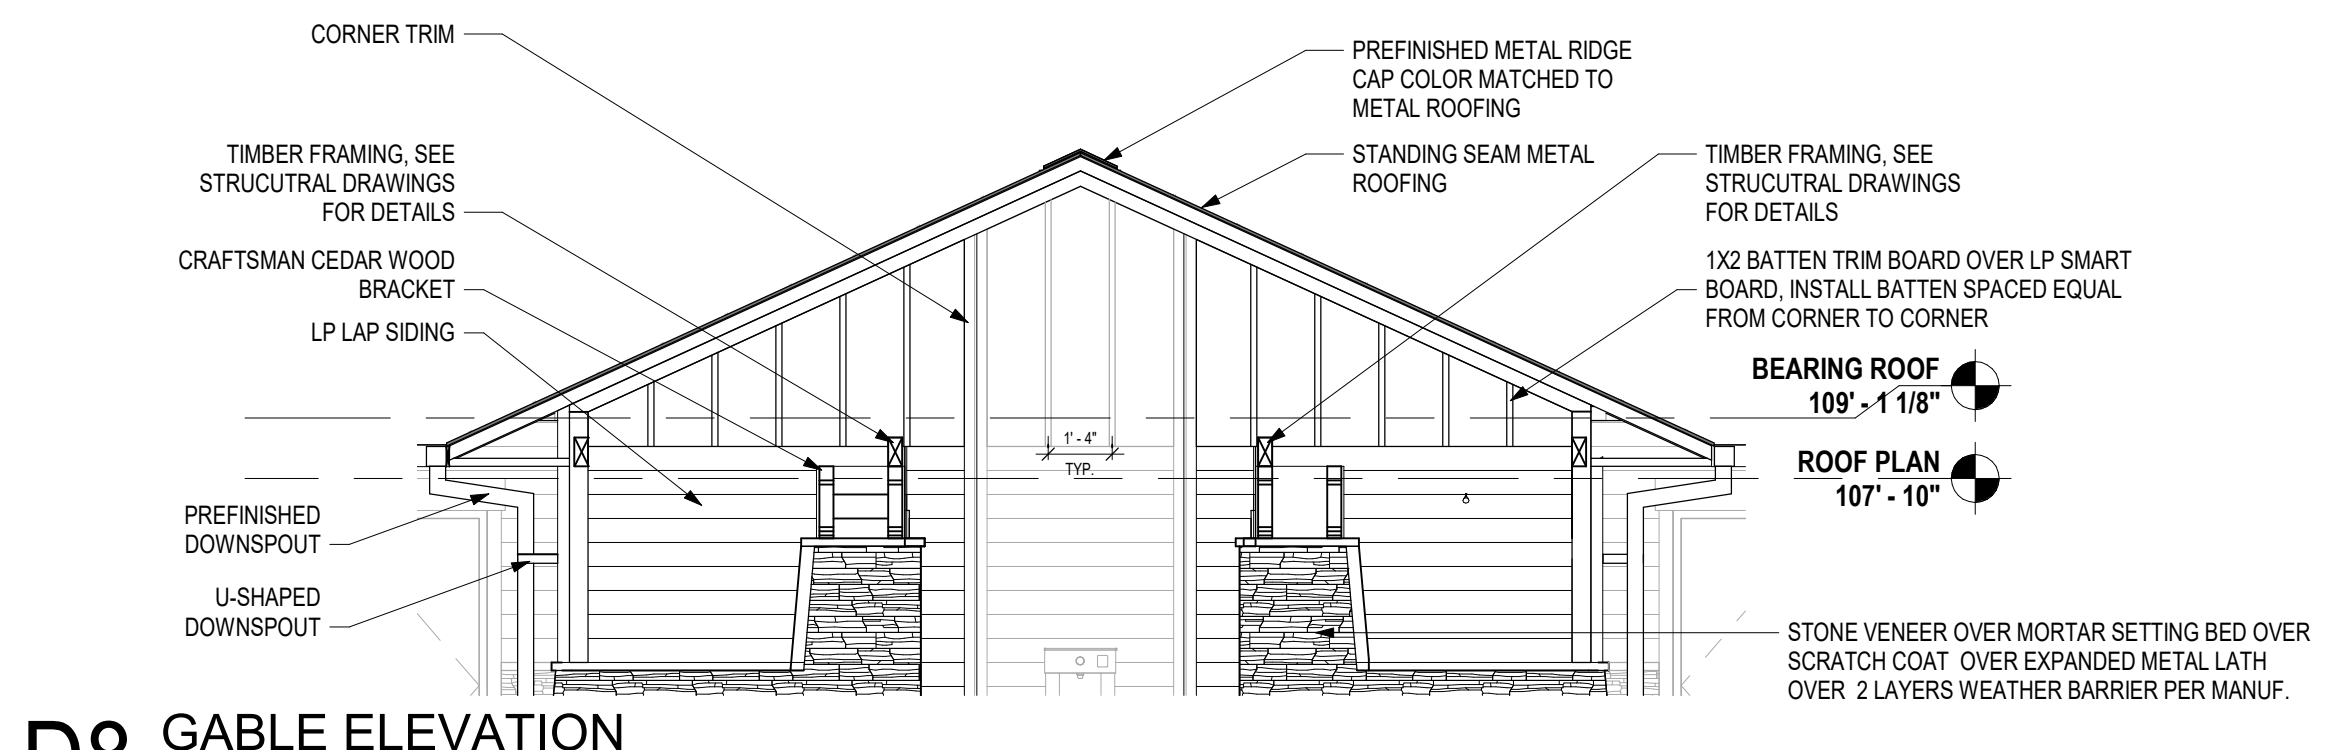 CORNER TRIM
PREFINISHED METAL RIDGE
CAP COLOR MATCHED TO
METAL ROOFING
TIMBER FRAMING, SEE
STRUCUTRAL DRAWINGS
FOR DETAILS
STANDING SEAM METAL
ROOFING
TIMBER FRAMING, SEE
STRUCUTRAL DRAWINGS
FOR DETAILS
CRAFTSMAN CEDAR WOOD
BRACKET
1X2 BATTEN TRIM BOARD OVER LP SMART
BOARD, INSTALL BATTEN SPACED EQUAL
FROM CORNER TO CORNER
LP LAP SIDING
BEARING ROOF
109' - 1 1/8"
1' - 4"
TYP.
ROOF PLAN
107' - 10"
PREFINISHED
DOWNSPOUT
U-SHAPED
DOWNSPOUT
STONE VENEER OVER MORTAR SETTING BED OVER
SCRATCH COAT  OVER EXPANDED METAL LATH
OVER  2 LAYERS WEATHER BARRIER PER MANUF.
D8 GABLE ELEVATION